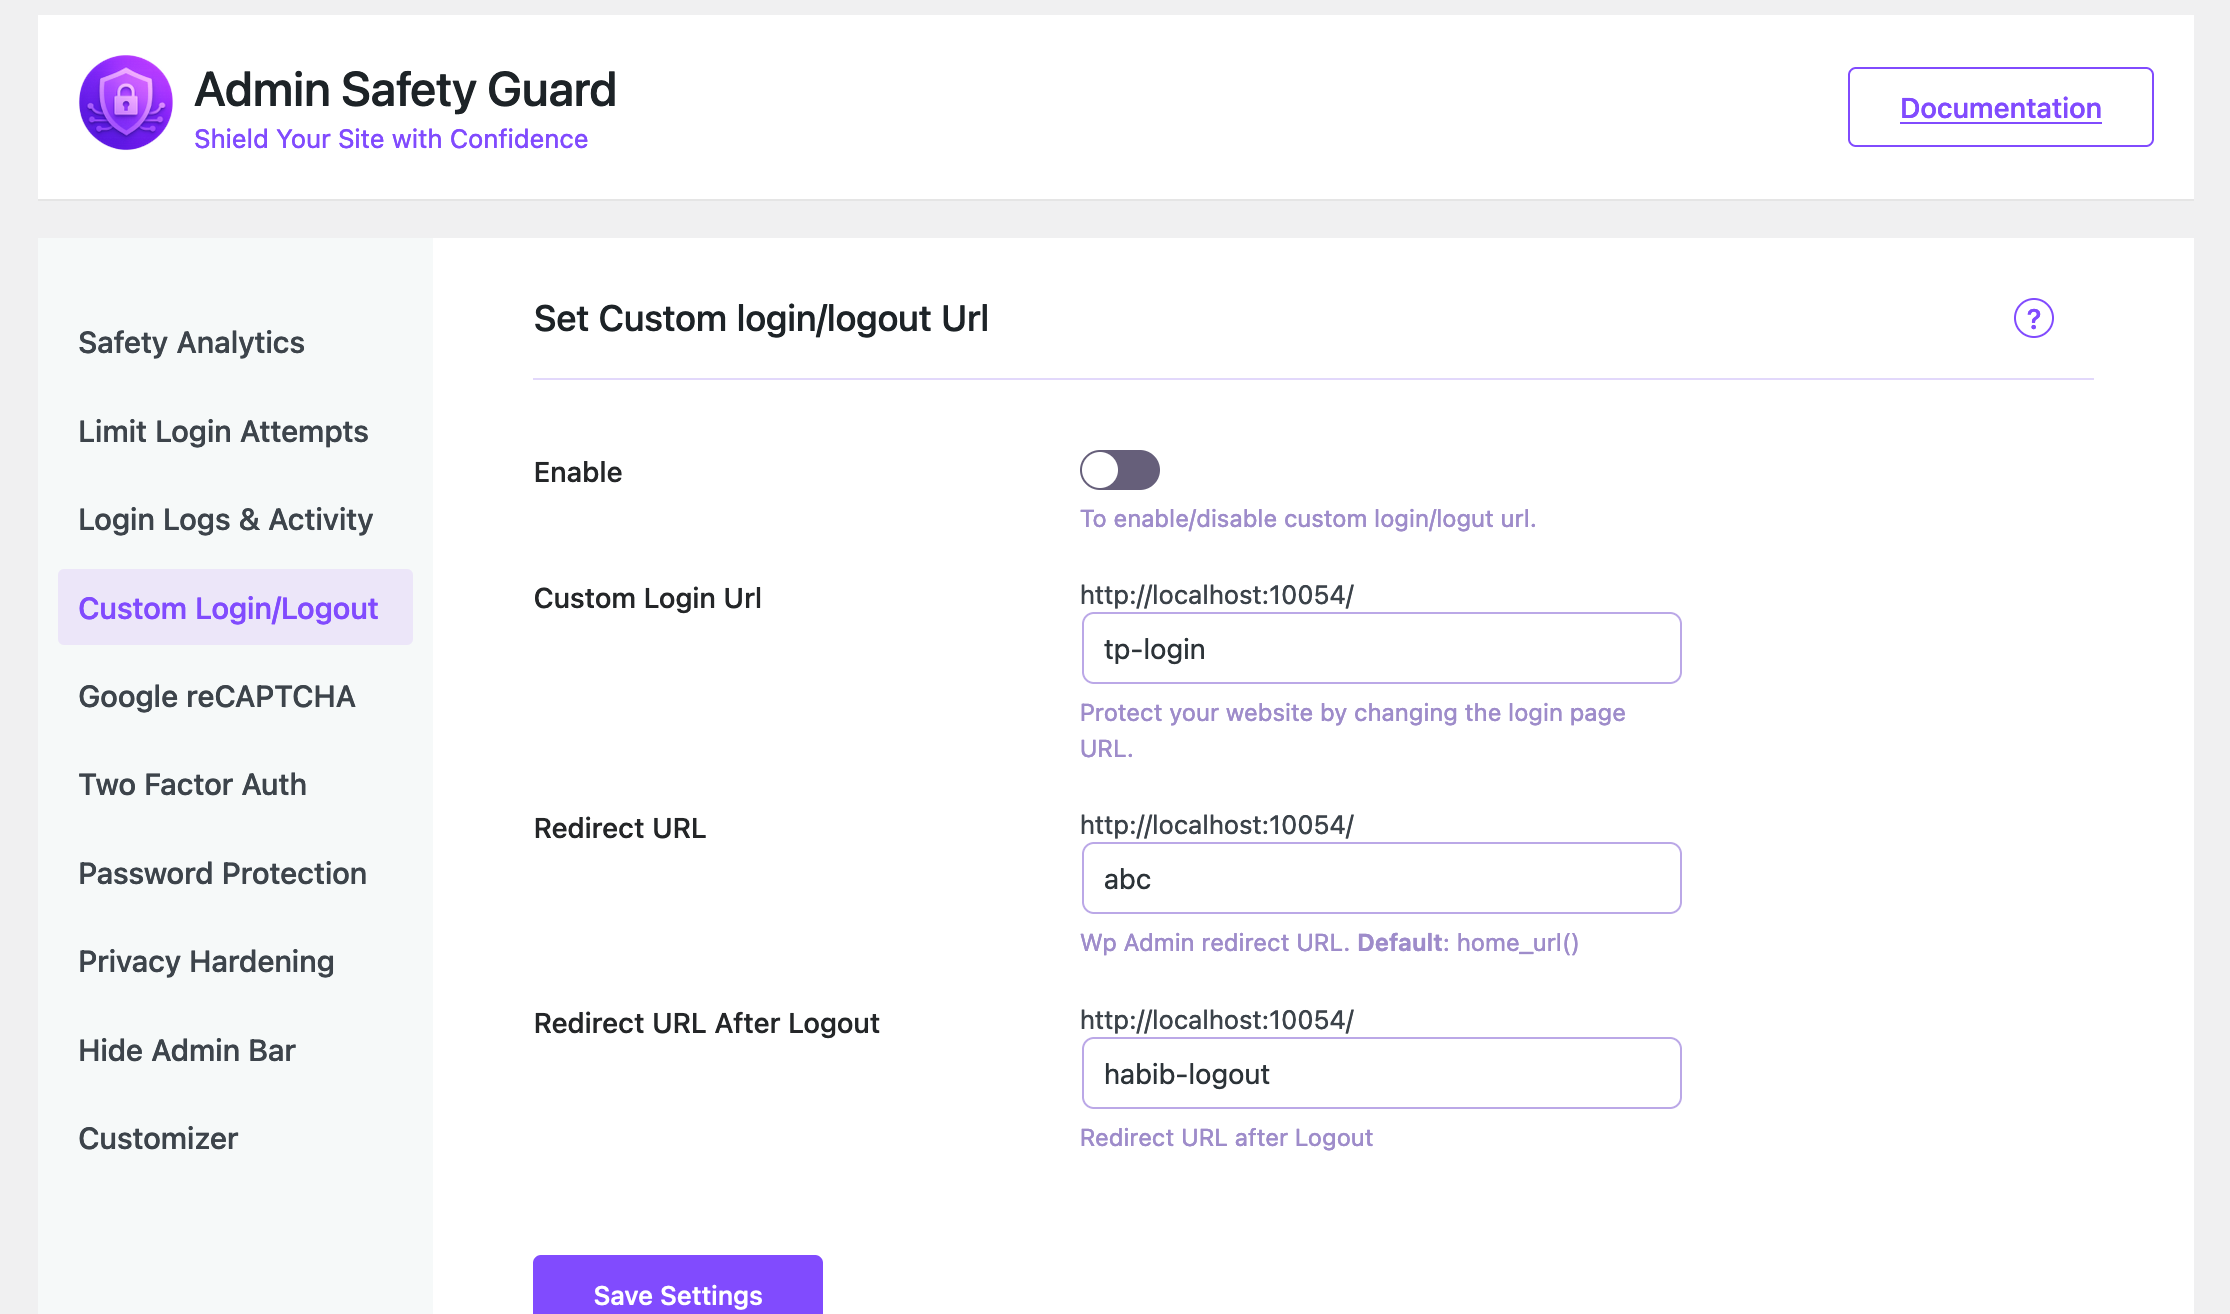 Admin Safety Guard
Shield Your Site with Confidence
Documentation
Safety Analytics
Limit Login Attempts
Login Logs & Activity
Custom Login/Logout
Google reCAPTCHA
Two Factor Auth
Password Protection
Privacy Hardening
Hide Admin Bar
Customizer
Set Custom login/logout Url
?
Enable
To enable/disable custom login/logut url.
Custom Login Url
http://localhost:10054/
tp-login
Protect your website by changing the login page
URL.
Redirect URL
http://localhost:10054/
abc
Wp Admin redirect URL. Default: home_url()
Redirect URL After Logout
http://localhost:10054/
habib-logout
Redirect URL after Logout
Save Settings